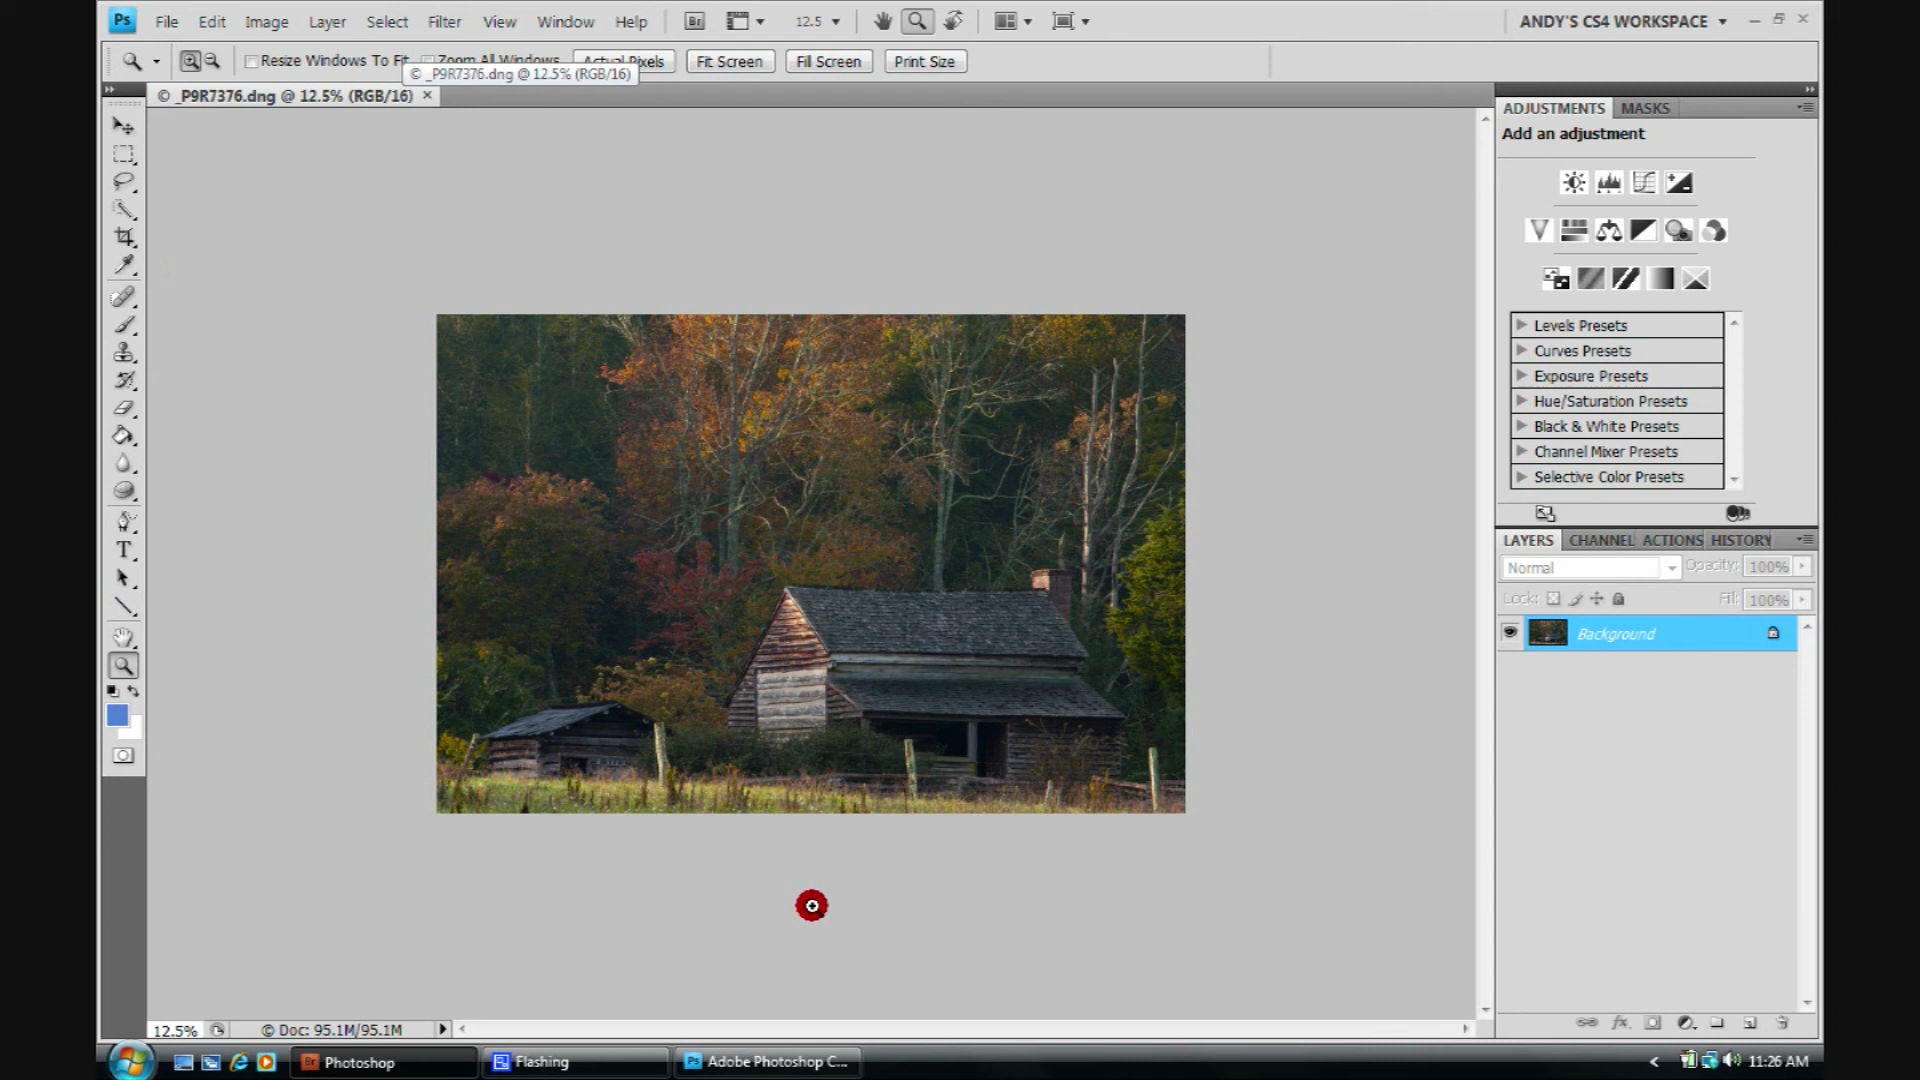 Ps File Edit Image Layer Select Filter View Window Help Br 12.5 ANDY'S CS4 WORKSPACE
Resize Windows To Fit Zoom All Windows Actual Pixels Fit Screen Fill Screen Print Size
© _P9R7376.dng @ 12.5% (RGB/16)
© _P9R7376.dng @ 12.5% (RGB/16) ×
ADJUSTMENTS MASKS
Add an adjustment
Levels Presets
Curves Presets
Exposure Presets
Hue/Saturation Presets
Black & White Presets
Channel Mixer Presets
Selective Color Presets
LAYERS CHANNEL ACTIONS HISTORY
Normal Opacity: 100%
Lock: Fill: 100%
Background
12.5% © Doc: 95.1M/95.1M
Br Photoshop Flashing Ps Adobe Photoshop C... 11:26 AM